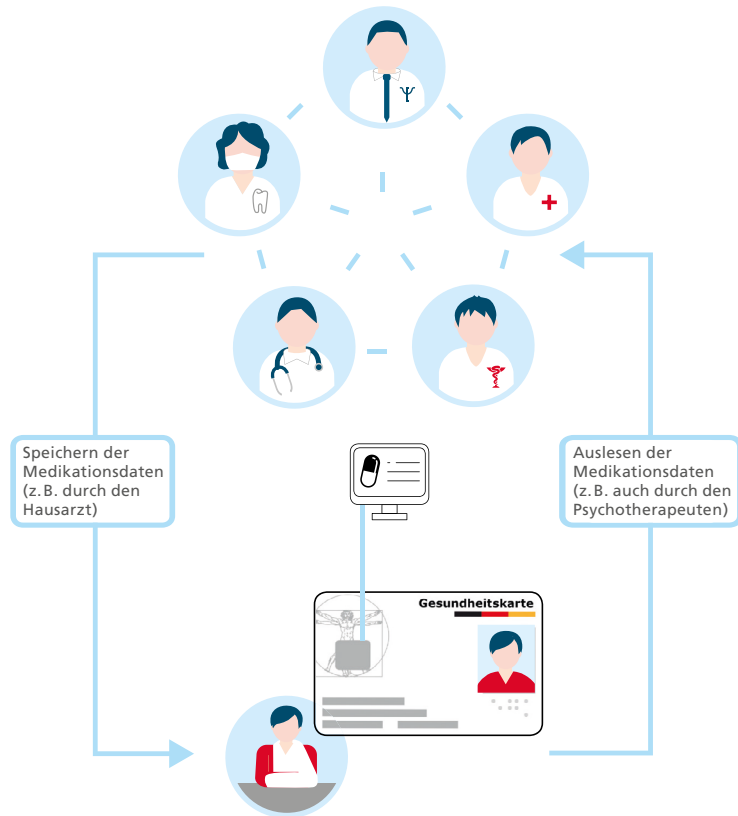 Ψ
Speichern der
Medikationsdaten
(z. B. durch den
Hausarzt)
Auslesen der
Medikationsdaten
(z. B. auch durch den
Psychotherapeuten)
Gesundheitskarte